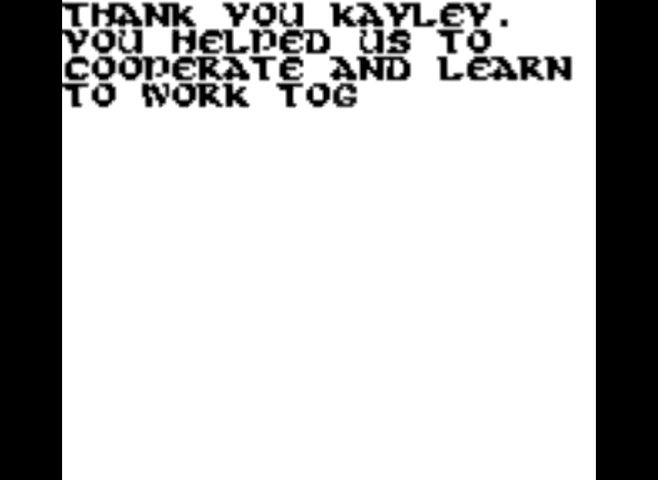 THANK YOU KAYLEY.
YOU HELPED US TO
COOPERATE AND LEARN
TO WORK TOG